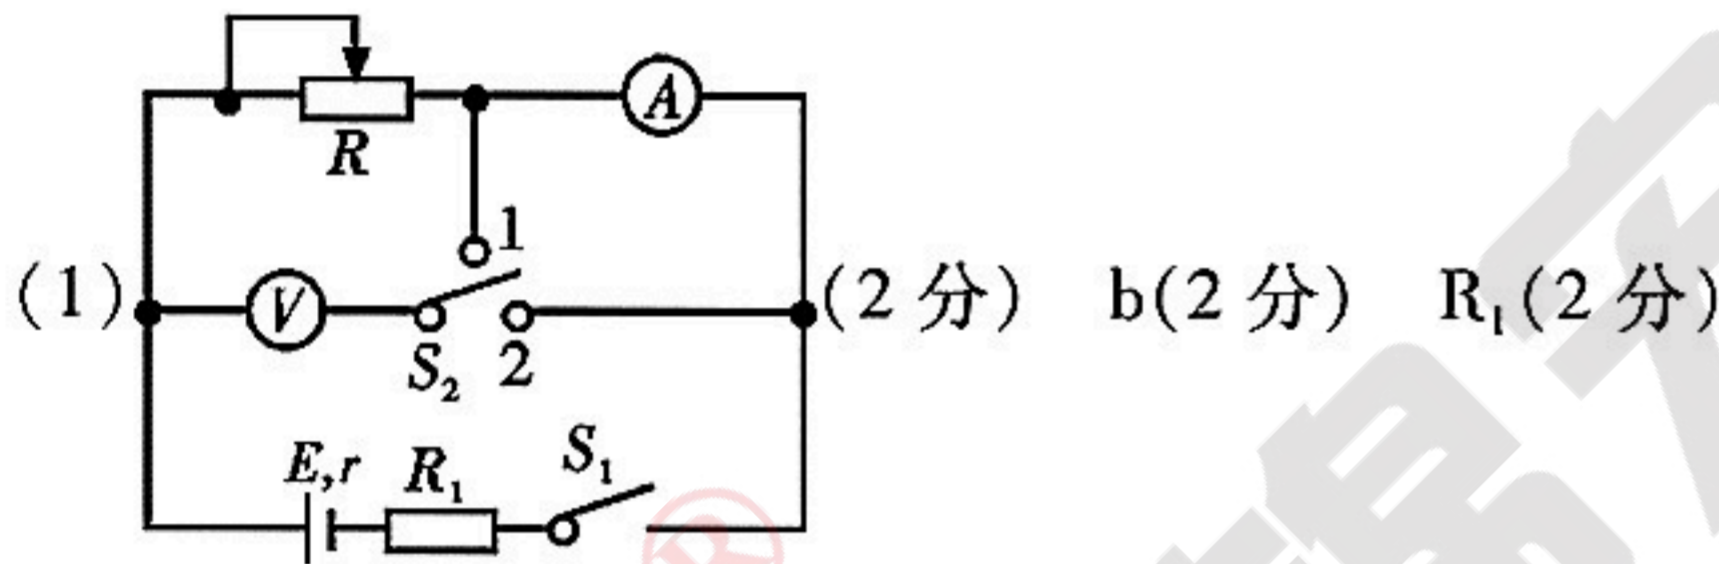 A
R
1
(1) V (2 分) b(2 分) R₁(2 分)
S₂ 2
E,r R₁ S₁